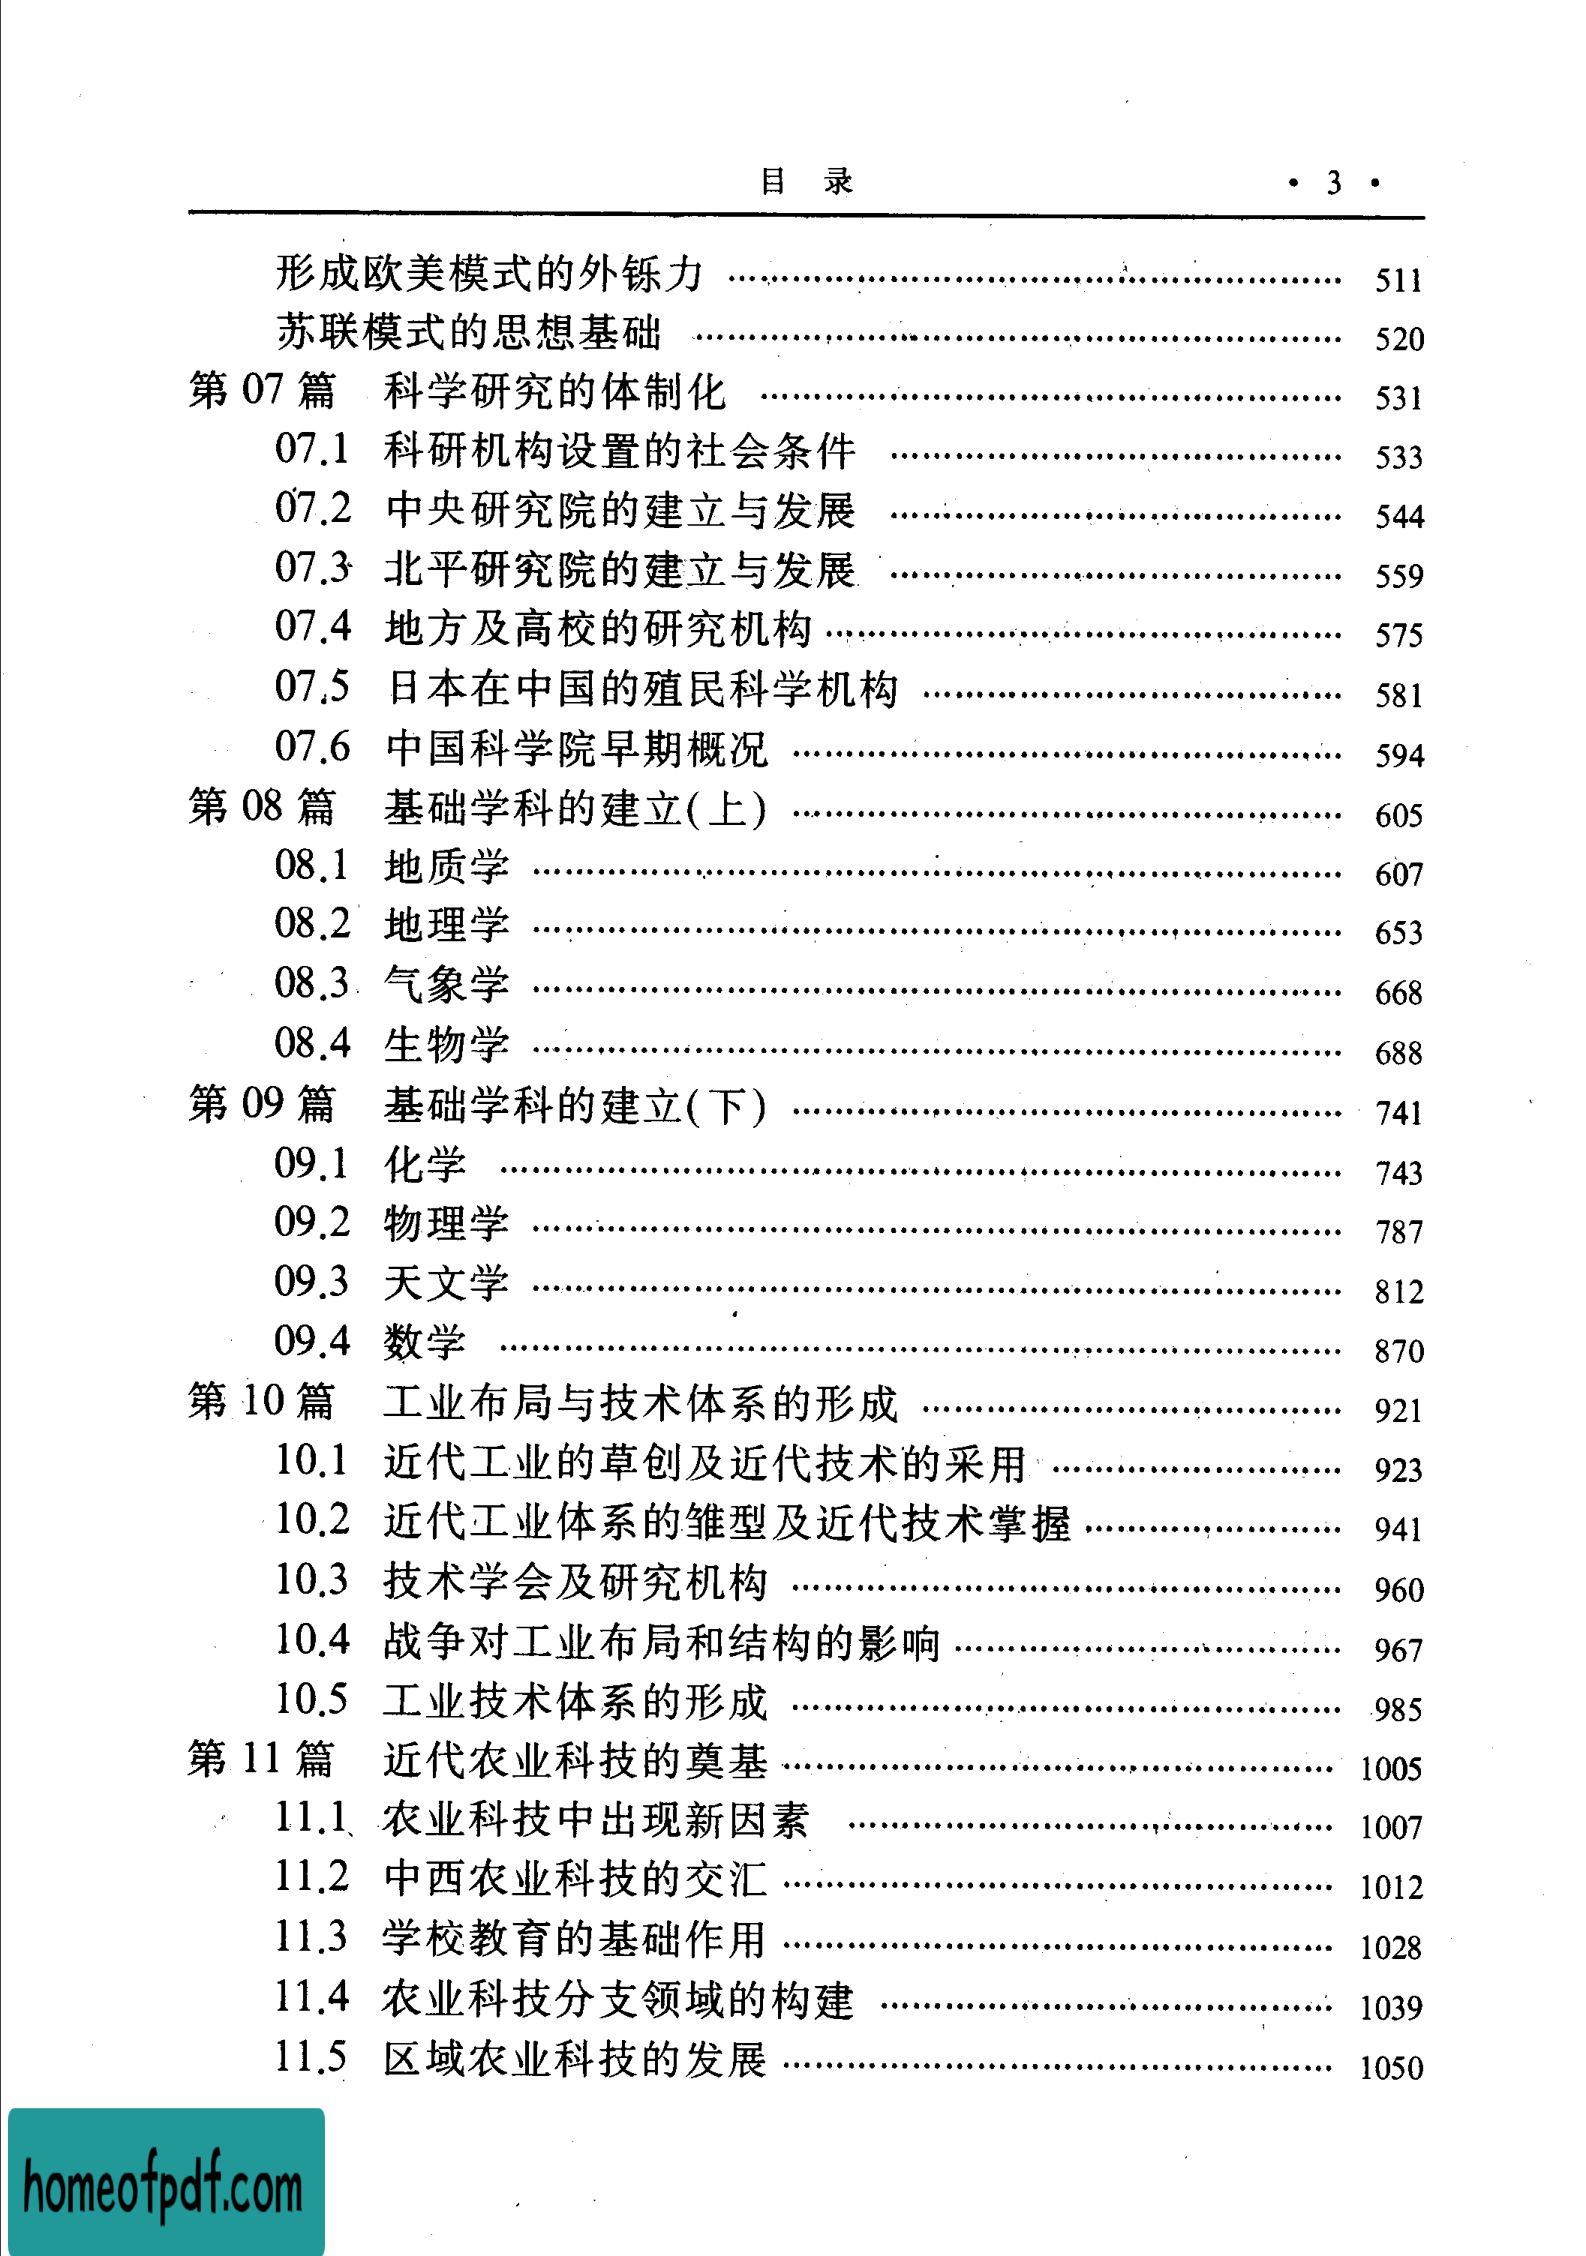 目 录 · 3 ·
形成欧美模式的外铄力 …… 511
苏联模式的思想基础 …… 520
第 07 篇 科学研究的体制化 …… 531
07.1 科研机构设置的社会条件 …… 533
07.2 中央研究院的建立与发展 …… 544
07.3 北平研究院的建立与发展 …… 559
07.4 地方及高校的研究机构 …… 575
07.5 日本在中国的殖民科学机构 …… 581
07.6 中国科学院早期概况 …… 594
第 08 篇 基础学科的建立(上) …… 605
08.1 地质学 …… 607
08.2 地理学 …… 653
08.3 气象学 …… 668
08.4 生物学 …… 688
第 09 篇 基础学科的建立(下) …… 741
09.1 化学 …… 743
09.2 物理学 …… 787
09.3 天文学 …… 812
09.4 数学 …… 870
第 10 篇 工业布局与技术体系的形成 …… 921
10.1 近代工业的草创及近代技术的采用 …… 923
10.2 近代工业体系的雏型及近代技术掌握 …… 941
10.3 技术学会及研究机构 …… 960
10.4 战争对工业布局和结构的影响 …… 967
10.5 工业技术体系的形成 …… 985
第 11 篇 近代农业科技的奠基 …… 1005
11.1 农业科技中出现新因素 …… 1007
11.2 中西农业科技的交汇 …… 1012
11.3 学校教育的基础作用 …… 1028
11.4 农业科技分支领域的构建 …… 1039
11.5 区域农业科技的发展 …… 1050
homeofpdf.com